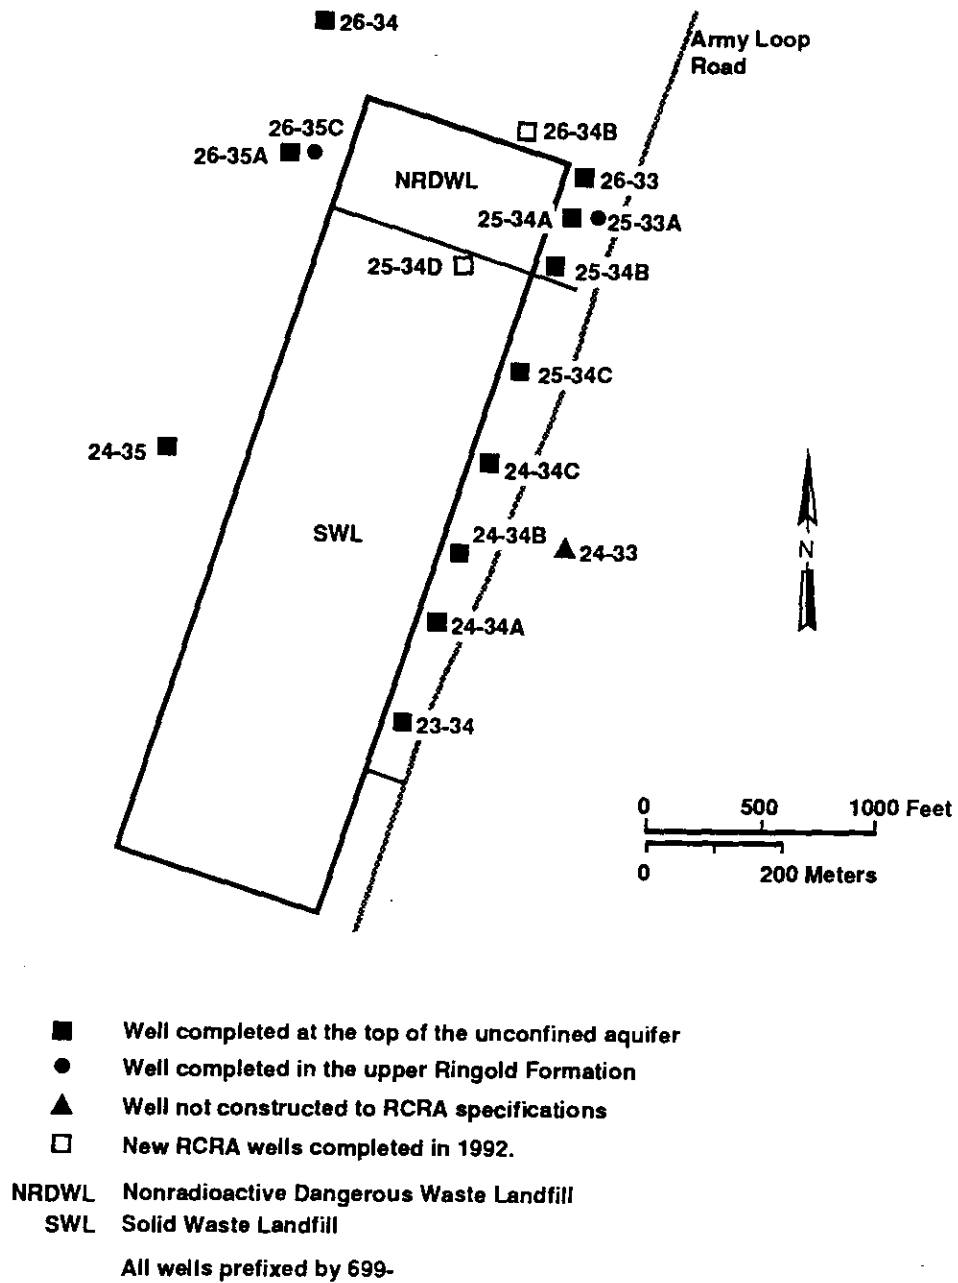 26-34
Army Loop
Road
26-35C
26-34B
26-35A
NRDWL
26-33
25-34A
25-33A
25-34D
25-34B
25-34C
24-35
24-34C
SWL
24-34B
24-33
N
24-34A
23-34
0 500 1000 Feet
0 200 Meters
Well completed at the top of the unconfined aquifer
Well completed in the upper Ringold Formation
Well not constructed to RCRA specifications
New RCRA wells completed in 1992.
NRDWL Nonradioactive Dangerous Waste Landfill
SWL Solid Waste Landfill
All wells prefixed by 699-